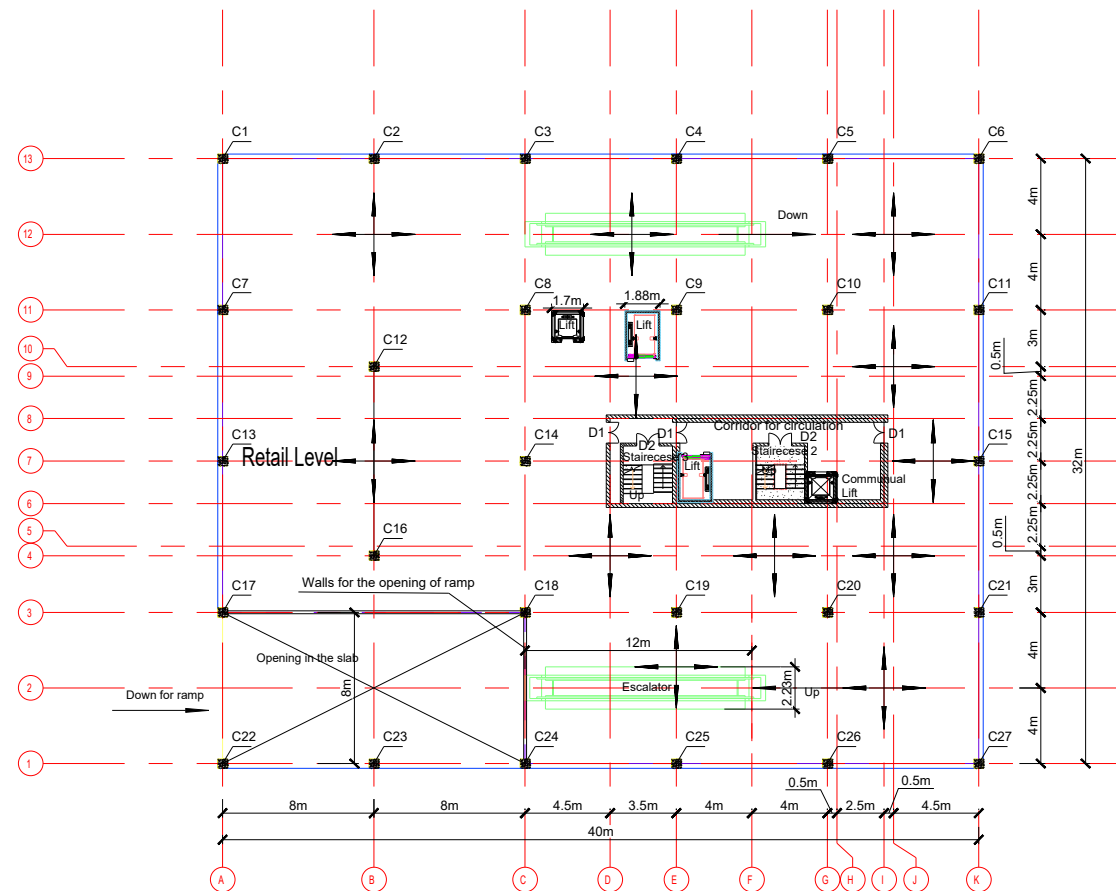 C1
C2
C3
C4
C5
C6
13
Down
12
4m
C7
C8
1.7m
1.88m
C9
C10
C11
11
Lift
Lift
4m
32m
10
C12
3m
0.5m
9
2.25m
8
Corridor for circulation
D1
D1
D2
D2
D1
C13
Retail Level
C14
Stairecese 3
Stairecese 2
C15
7
2.25m
Lift
Up
Up
Communual
Lift
6
2.25m
5
C16
2.25m
0.5m
4
Walls for the opening of ramp
C17
C18
C19
C20
C21
3
3m
12m
Opening in the slab
8m
Escalator
2.23m
Up
4m
2
Down for ramp
C22
C23
C24
C25
C26
C27
1
4m
0.5m
0.5m
8m
8m
4.5m
3.5m
4m
4m
2.5m
4.5m
40m
A
B
C
D
E
F
G
H
I
J
K